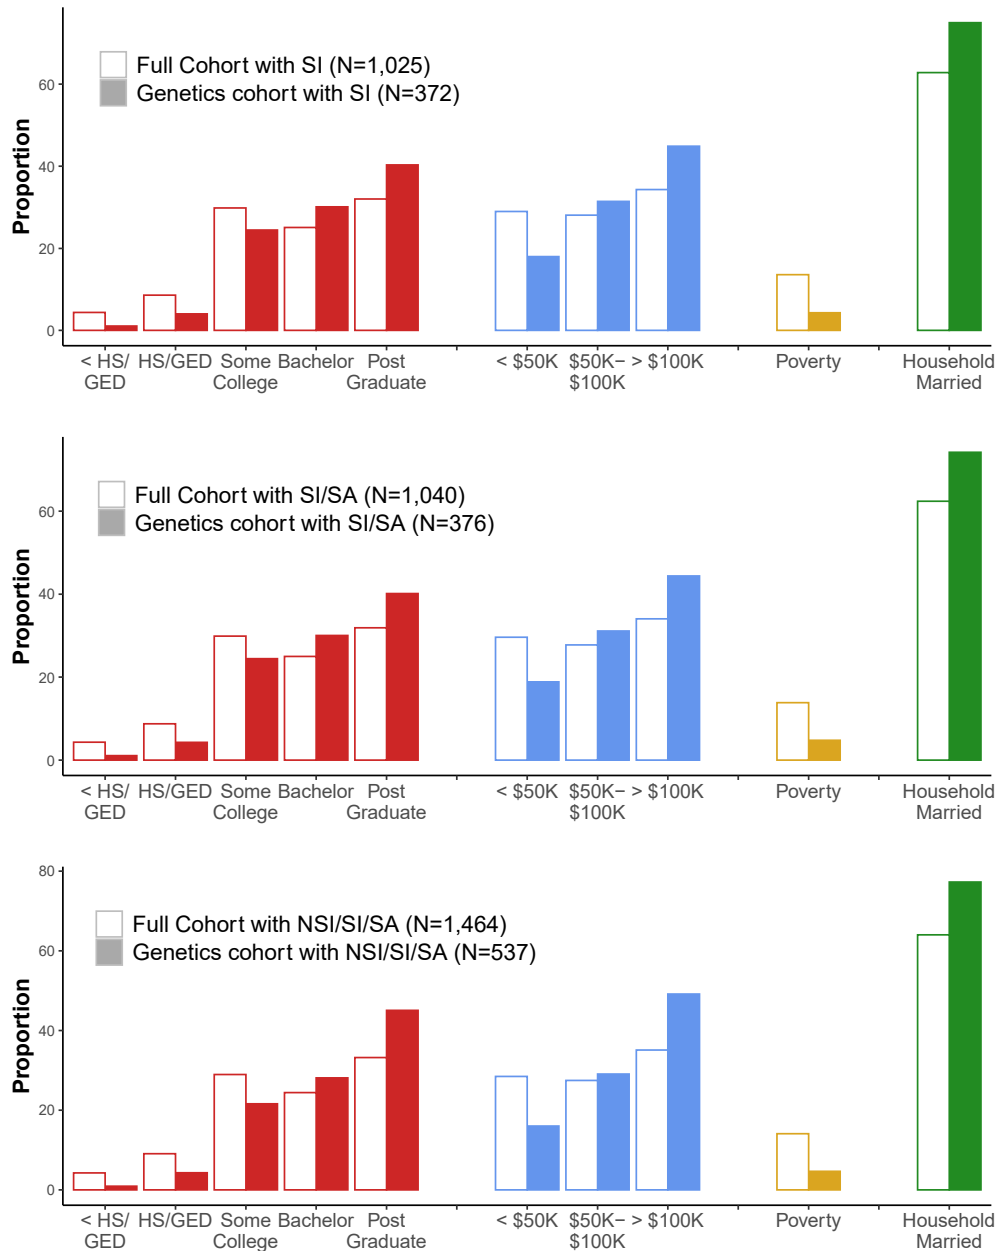 Full Cohort with SI (N=1,025)
Genetics cohort with SI (N=372)
Proportion
60
40
20
0
< HS/ HS/GED Some Bachelor Post < $50K $50K− > $100K Poverty Household
GED College Graduate $100K Married
Full Cohort with SI/SA (N=1,040)
Genetics cohort with SI/SA (N=376)
Proportion
60
40
20
0
< HS/ HS/GED Some Bachelor Post < $50K $50K− > $100K Poverty Household
GED College Graduate $100K Married
80
Full Cohort with NSI/SI/SA (N=1,464)
Genetics cohort with NSI/SI/SA (N=537)
Proportion
60
40
20
0
< HS/ HS/GED Some Bachelor Post < $50K $50K− > $100K Poverty Household
GED College Graduate $100K Married